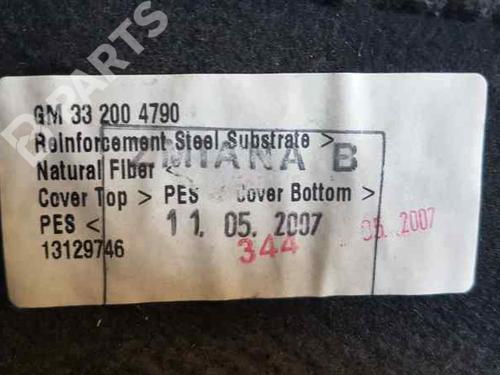 GM 33 200 4790
Reinforcement Steel Substrate >
ZMIANA B
Natural Fiber <
Cover Top > PES Cover Bottom >
PES < 11. 05. 2007
05. 2007
13129746
344
B-PARTS